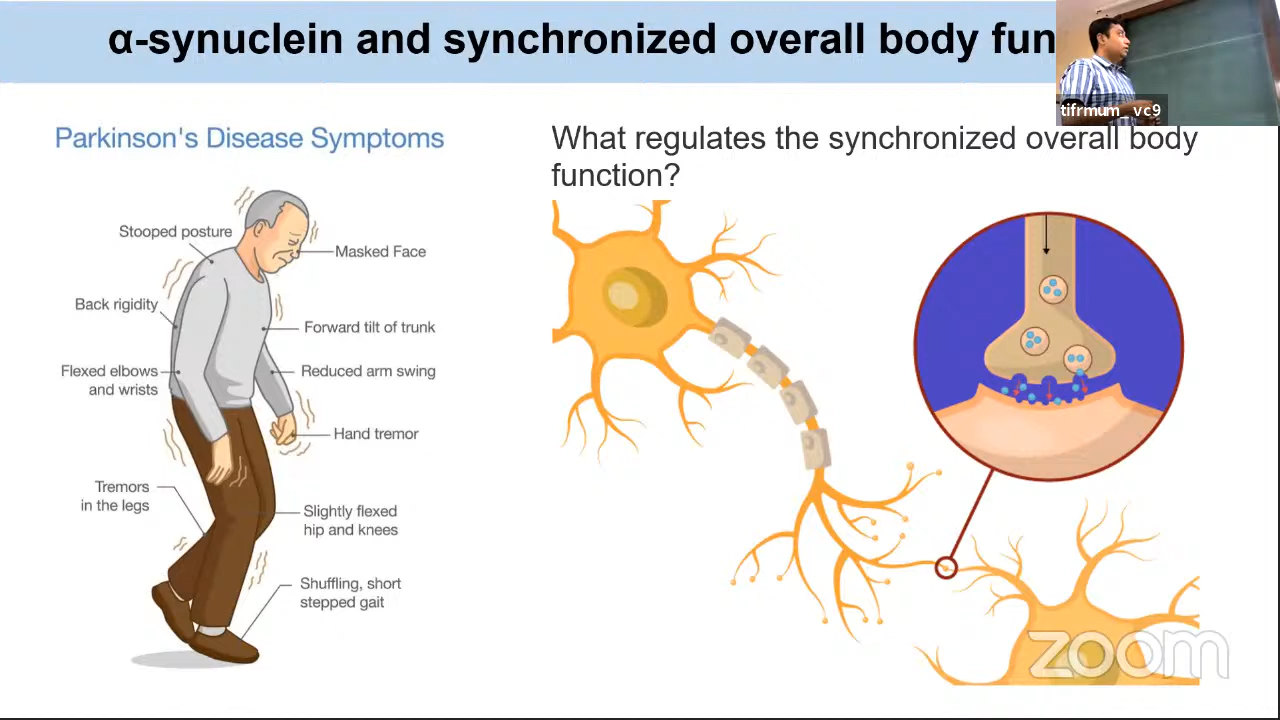 α-synuclein and synchronized overall body fun
tifrmum vc9
Parkinson's Disease Symptoms
What regulates the synchronized overall body
function?
Stooped posture
Masked Face
Back rigidity
Forward tilt of trunk
Flexed elbows
and wrists
Reduced arm swing
Hand tremor
Tremors
in the legs
Slightly flexed
hip and knees
Shuffling, short
stepped gait
zoom